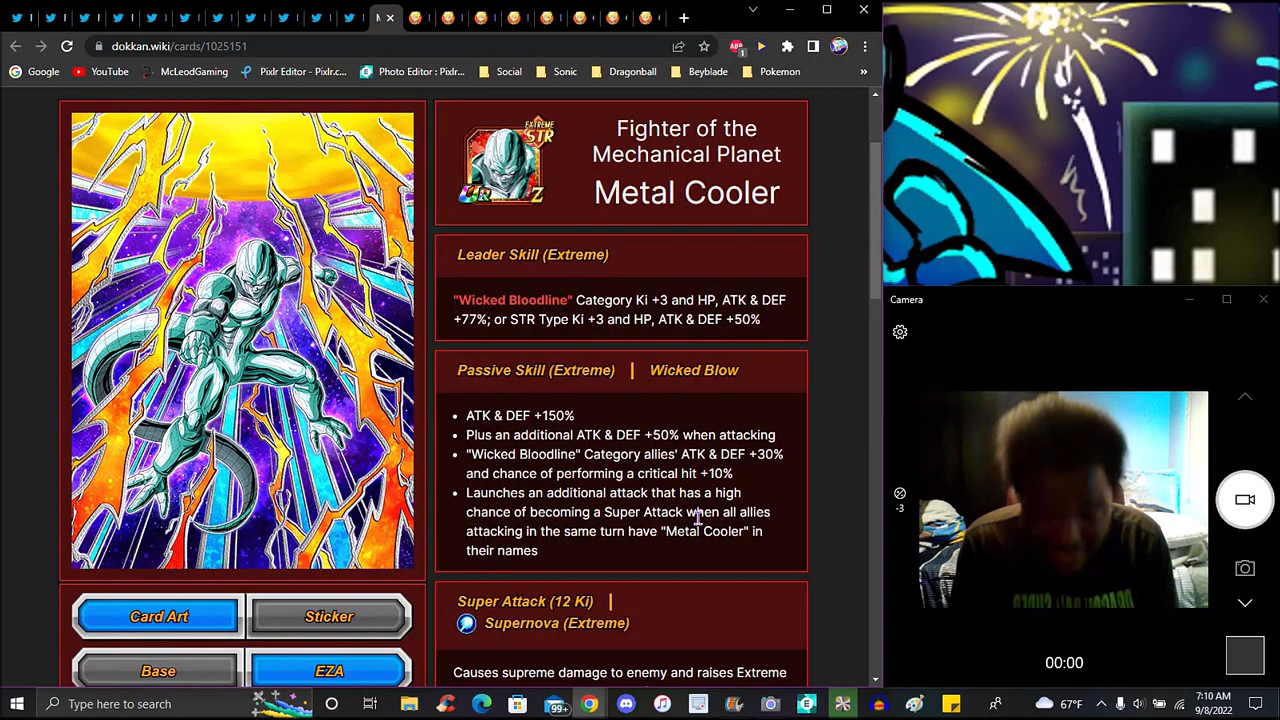 dokkan.wiki/cards/1025151
1
Google
YouTube
McLeodGaming
Pixlr Editor - Pixlr.c...
Photo Editor : Pixlr...
Social
Sonic
Dragonball
Beyblade
Pokemon
»
EXTREME
STR
Z
Fighter of the
Mechanical Planet
Metal Cooler
Leader Skill (Extreme)
"Wicked Bloodline" Category Ki +3 and HP, ATK & DEF
+77%; or STR Type Ki +3 and HP, ATK & DEF +50%
Passive Skill (Extreme) | Wicked Blow
ATK & DEF +150%
Plus an additional ATK & DEF +50% when attacking
"Wicked Bloodline" Category allies' ATK & DEF +30%
and chance of performing a critical hit +10%
Launches an additional attack that has a high
chance of becoming a Super Attack when all allies
attacking in the same turn have "Metal Cooler" in
their names
Super Attack (12 Ki) |
Supernova (Extreme)
Causes supreme damage to enemy and raises Extreme
Card Art
Sticker
Base
EZA
Camera
-3
00:00
Type here to search
99+
67°F
7:10 AM
9/8/2022